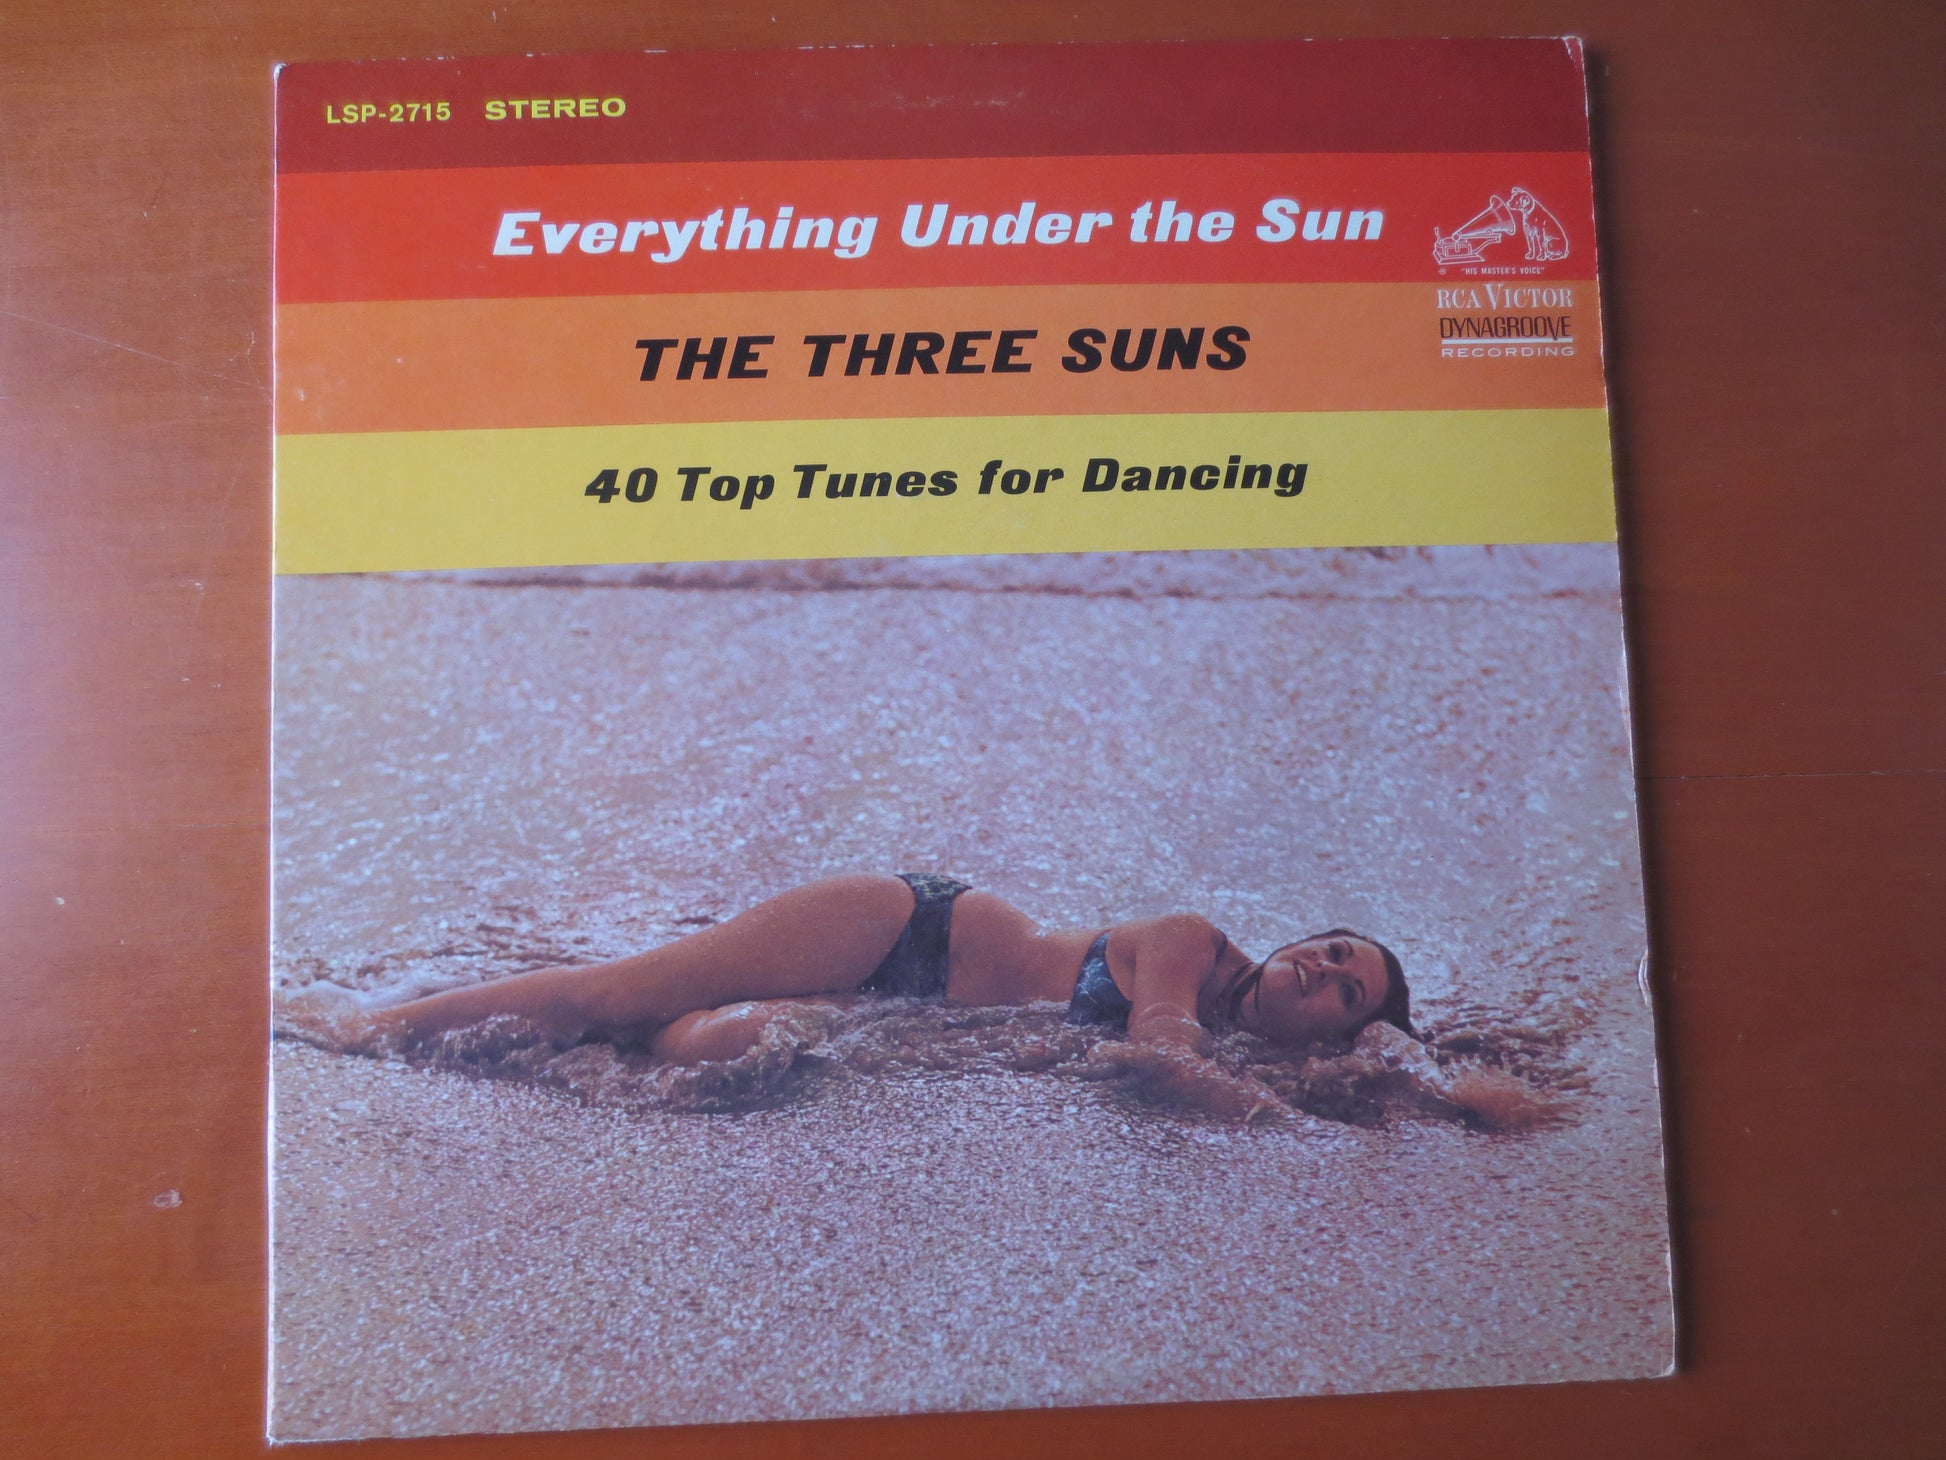 LSP-2715 STEREO
Everything Under the Sun
® "HIS MASTER'S VOICE"
RCA VICTOR
DYNAGROOVE
RECORDING
THE THREE SUNS
40 Top Tunes for Dancing